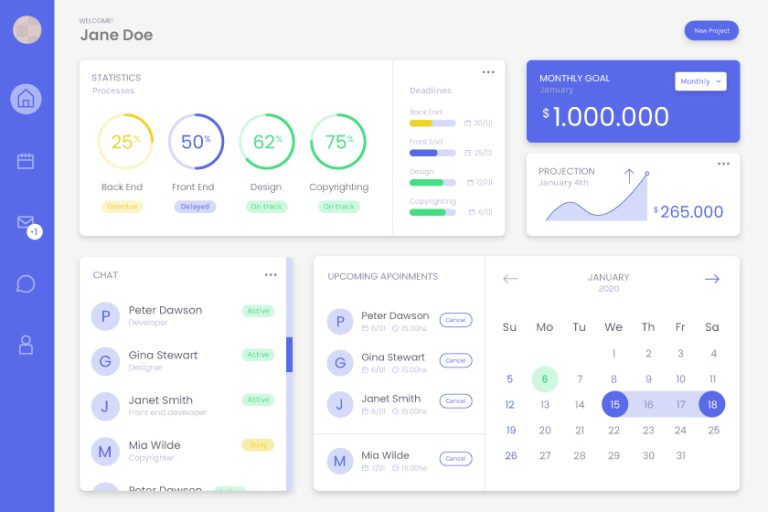 WELCOME!
Jane Doe
New Project
+1
STATISTICS
Processes
25%
50%
62%
75%
Back End
Front End
Design
Copyrighting
Overdue
Delayed
On track
On track
Deadlines
Back End
30/01
Front End
25/01
Design
12/01
Copyrighting
8/01
MONTHLY GOAL
January
Monthly
$1.000.000
PROJECTION
January 4th
$265.000
CHAT
P
Peter Dawson
Developer
Active
G
Gina Stewart
Designer
Active
J
Janet Smith
Front end developer
Active
M
Mia Wilde
Copyrighter
Busy
Peter Dawson
Active
UPCOMING APOINMENTS
P
Peter Dawson
6/01 15.00hs
Cancel
G
Gina Stewart
6/01 15.00hs
Cancel
J
Janet Smith
6/01 15.00hs
Cancel
M
Mia Wilde
7/01 15.00hs
Cancel
JANUARY
2020
Su Mo Tu We Th Fr Sa
1 2 3 4
5 6 7 8 9 10 11
12 13 14 15 16 17 18
19 20 21 22 23 24 25
26 27 28 29 30 31